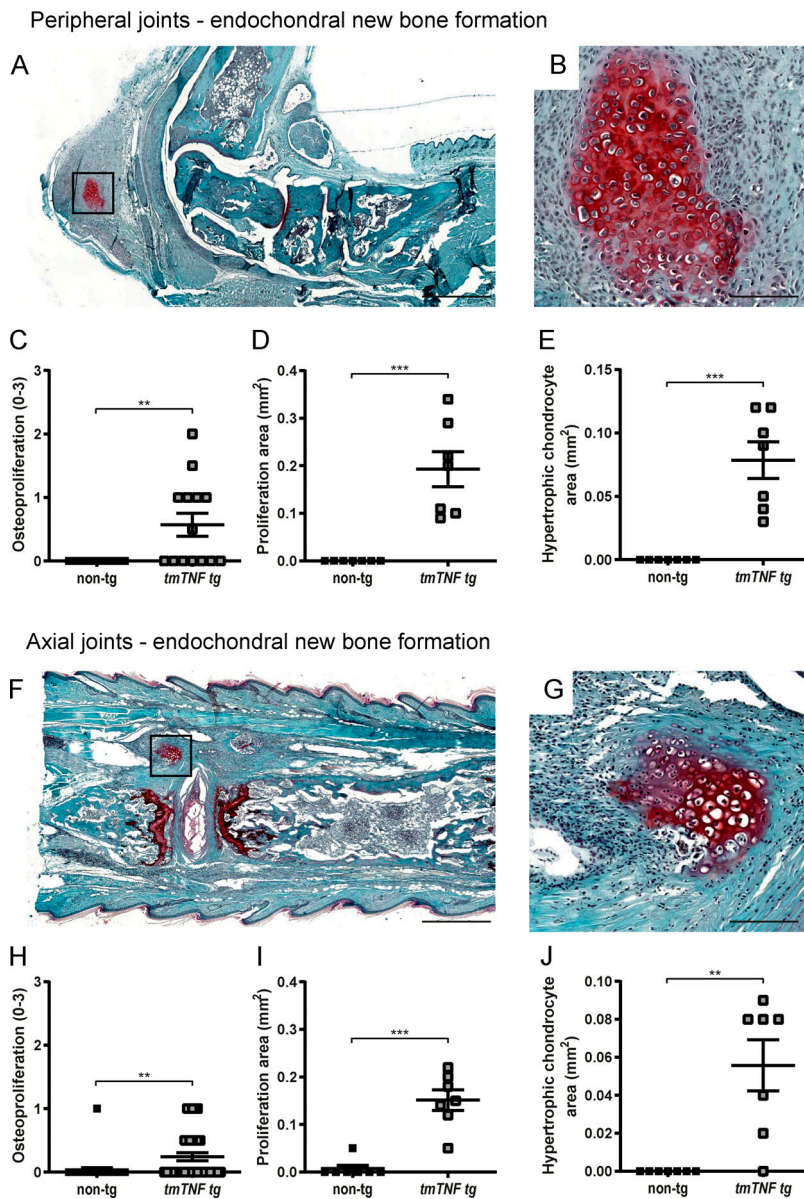 Peripheral joints - endochondral new bone formation
A
B
C
D
E
Osteoproliferation (0-3)
3
2
1
0
**
non-tg
tmTNF tg
Proliferation area (mm2)
0.4
0.3
0.2
0.1
0.0
***
non-tg
tmTNF tg
Hypertrophic chondrocyte
area (mm2)
0.15
0.10
0.05
0.00
***
non-tg
tmTNF tg
Axial joints - endochondral new bone formation
F
G
H
I
J
Osteoproliferation (0-3)
3
2
1
0
**
non-tg
tmTNF tg
Proliferation area (mm2)
0.4
0.3
0.2
0.1
0.0
***
non-tg
tmTNF tg
Hypertrophic chondrocyte
area (mm2)
0.10
0.08
0.06
0.04
0.02
0.00
**
non-tg
tmTNF tg